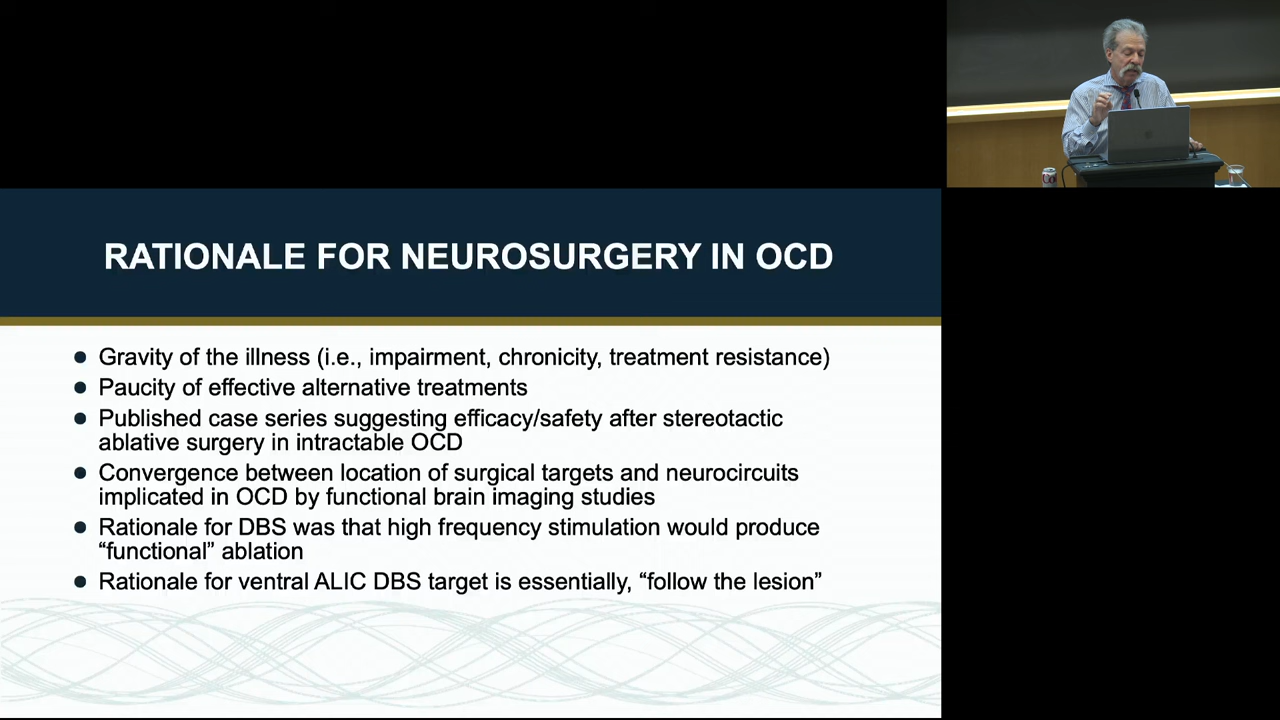 RATIONALE FOR NEUROSURGERY IN OCD
● Gravity of the illness (i.e., impairment, chronicity, treatment resistance)
● Paucity of effective alternative treatments
● Published case series suggesting efficacy/safety after stereotactic
ablative surgery in intractable OCD
● Convergence between location of surgical targets and neurocircuits
implicated in OCD by functional brain imaging studies
● Rationale for DBS was that high frequency stimulation would produce
“functional” ablation
● Rationale for ventral ALIC DBS target is essentially, “follow the lesion”